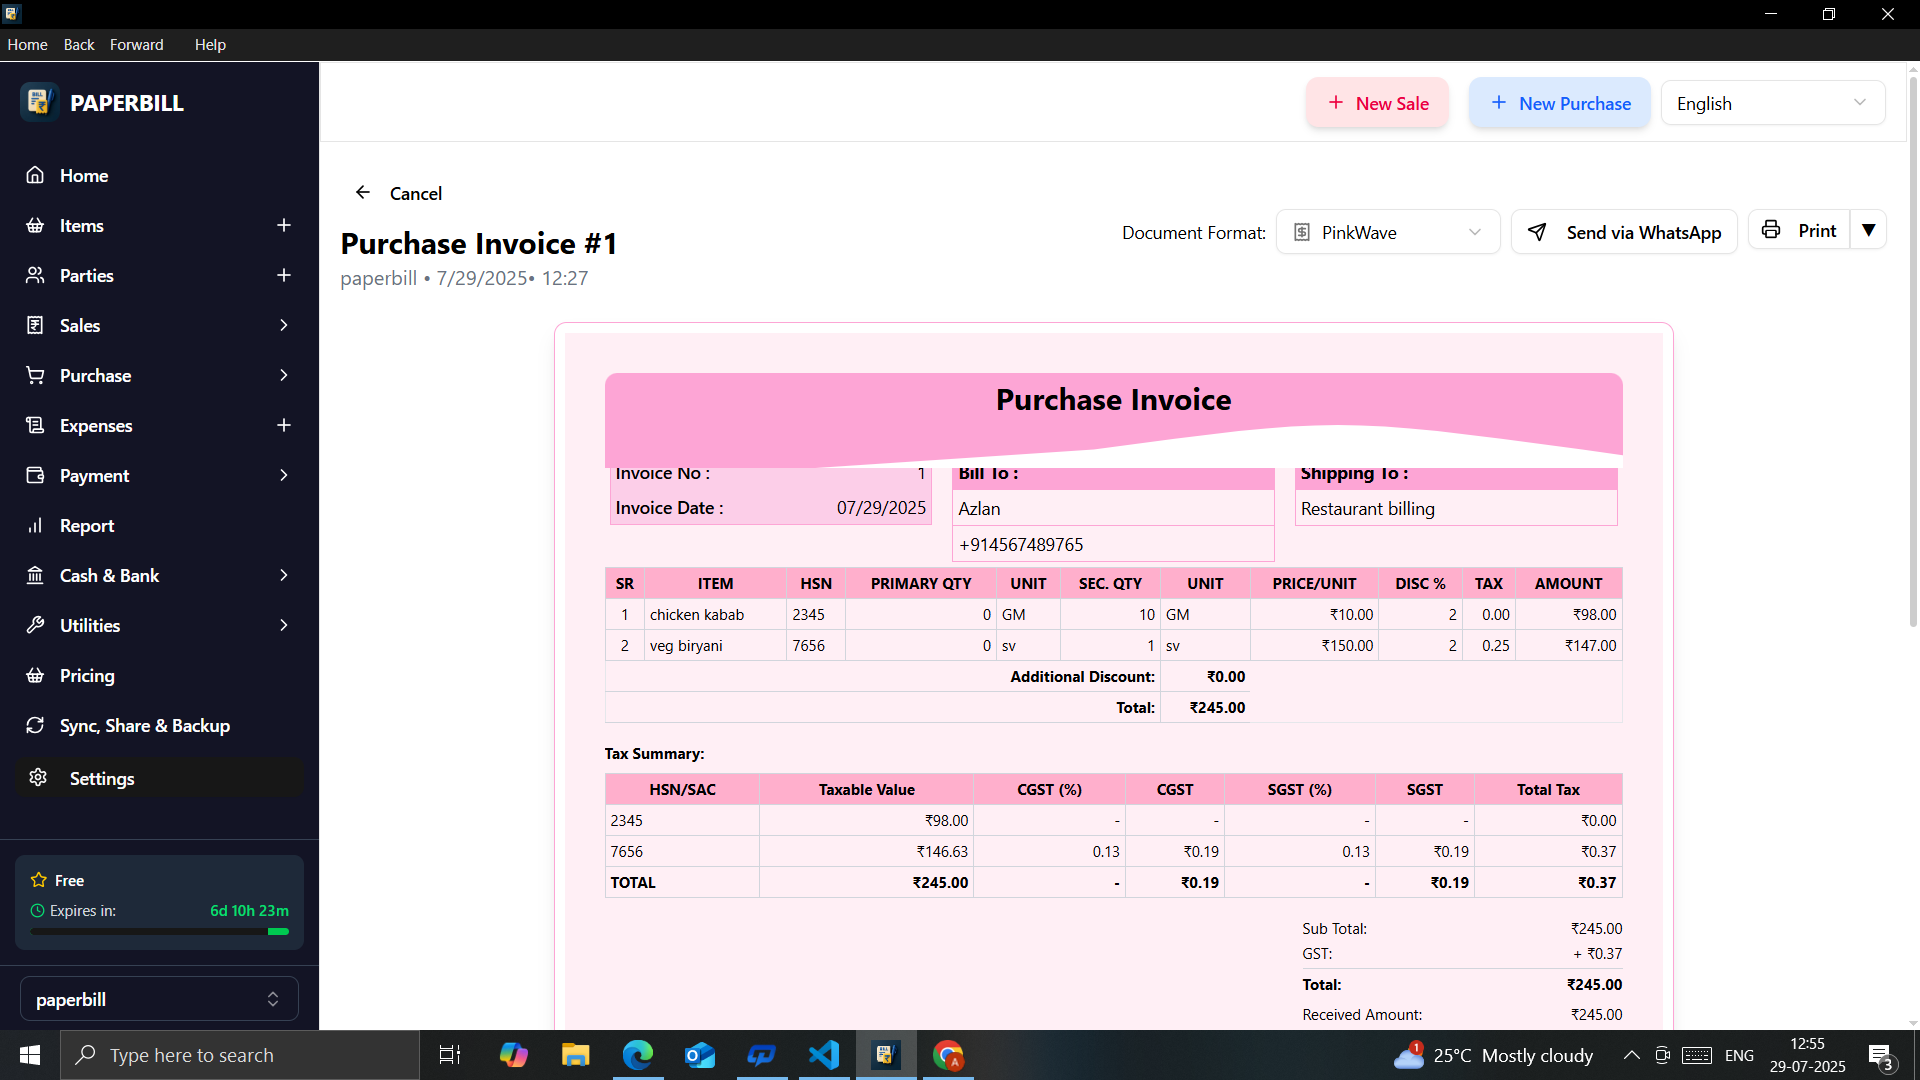 Home Back Forward Help
PAPERBILL
Home
Items
Parties
Sales
Purchase
Expenses
Payment
Report
Cash & Bank
Utilities
Pricing
Sync, Share & Backup
Settings
Free
Expires in: 6d 10h 23m
paperbill
+ New Sale + New Purchase English
Cancel
Purchase Invoice #1
paperbill • 7/29/2025• 12:27
Document Format: PinkWave Send via WhatsApp Print
Purchase Invoice
Invoice No : 1
Invoice Date : 07/29/2025
Bill To :
Azlan
+914567489765
Shipping To :
Restaurant billing
SR ITEM HSN PRIMARY QTY UNIT SEC. QTY UNIT PRICE/UNIT DISC % TAX AMOUNT
1 chicken kabab 2345 0 GM 10 GM ₹10.00 2 0.00 ₹98.00
2 veg biryani 7656 0 sv 1 sv ₹150.00 2 0.25 ₹147.00
Additional Discount: ₹0.00
Total: ₹245.00
Tax Summary:
HSN/SAC Taxable Value CGST (%) CGST SGST (%) SGST Total Tax
2345 ₹98.00 - - - - ₹0.00
7656 ₹146.63 0.13 ₹0.19 0.13 ₹0.19 ₹0.37
TOTAL ₹245.00 - ₹0.19 - ₹0.19 ₹0.37
Sub Total: ₹245.00
GST: + ₹0.37
Total: ₹245.00
Received Amount: ₹245.00
Type here to search
25°C Mostly cloudy
ENG
12:55
29-07-2025
1
3